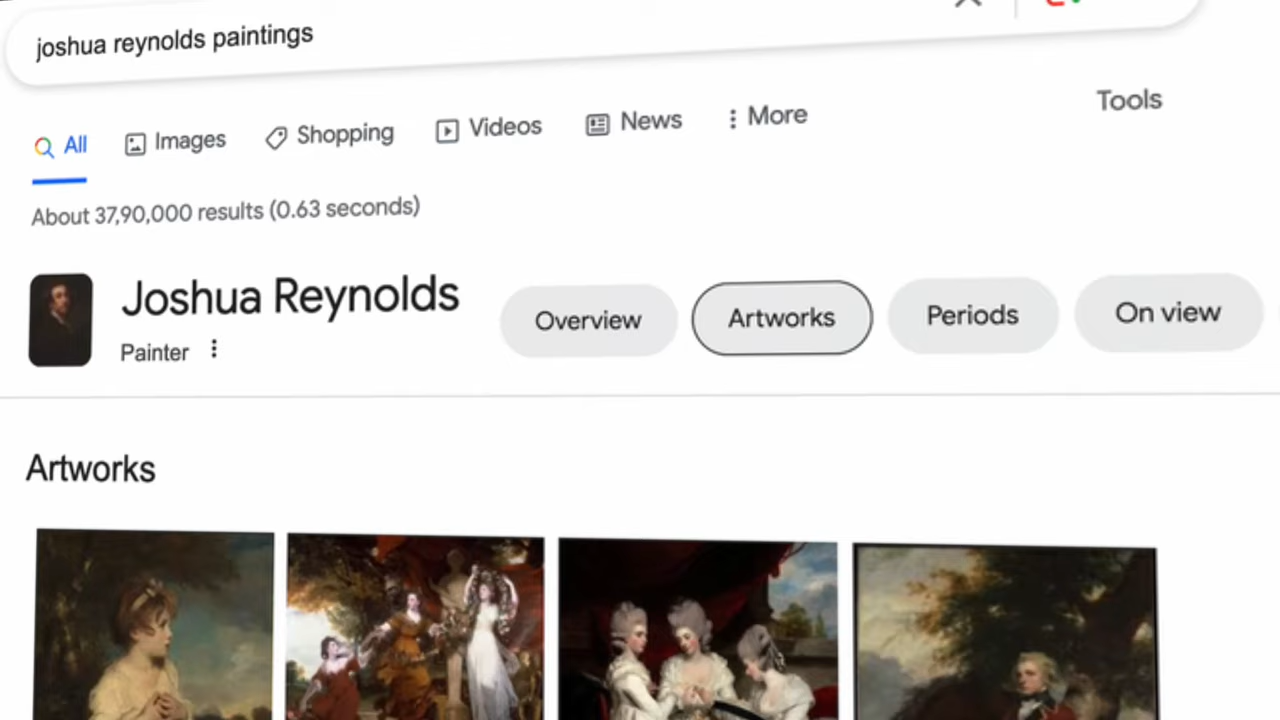 joshua reynolds paintings
All Images Shopping Videos News More Tools
About 37,90,000 results (0.63 seconds)
Joshua Reynolds
Painter
Overview Artworks Periods On view
Artworks